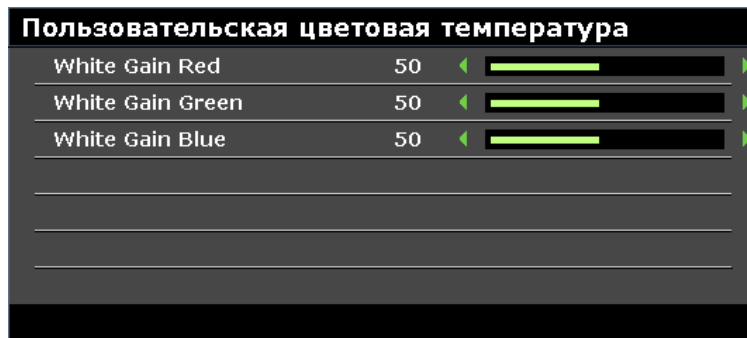 Пользовательская цветовая температура
White Gain Red 50
White Gain Green 50
White Gain Blue 50